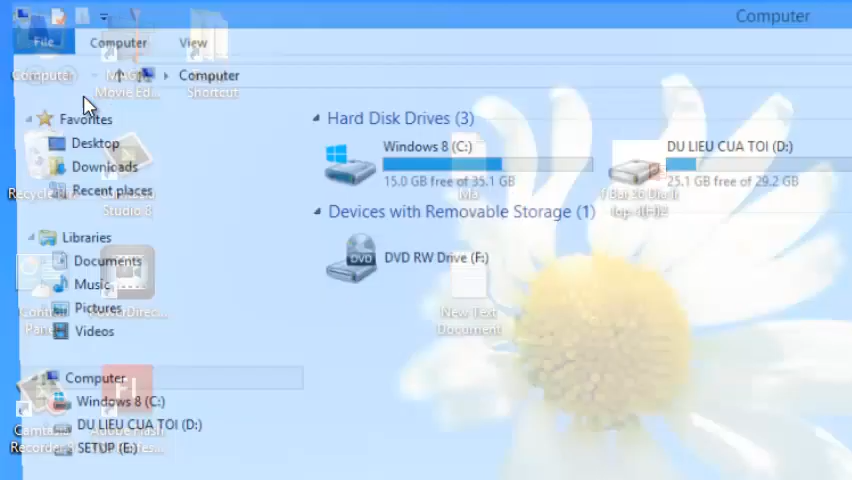 Computer
File
Computer
View
Computer
Computer
Movie Ed...
Shortcut
Favorites
Desktop
Downloads
Recent places
Studio 8
Libraries
Documents
Music
Pictures
Videos
Computer
Windows 8 (C:)
DU LIEU CUA TOI (D:)
SETUP (E:)
Hard Disk Drives (3)
Windows 8 (C:)
15.0 GB free of 35.1 GB
DU LIEU CUA TOI (D:)
25.1 GB free of 29.2 GB
Devices with Removable Storage (1)
DVD RW Drive (F:)
DVD
New Text
Document